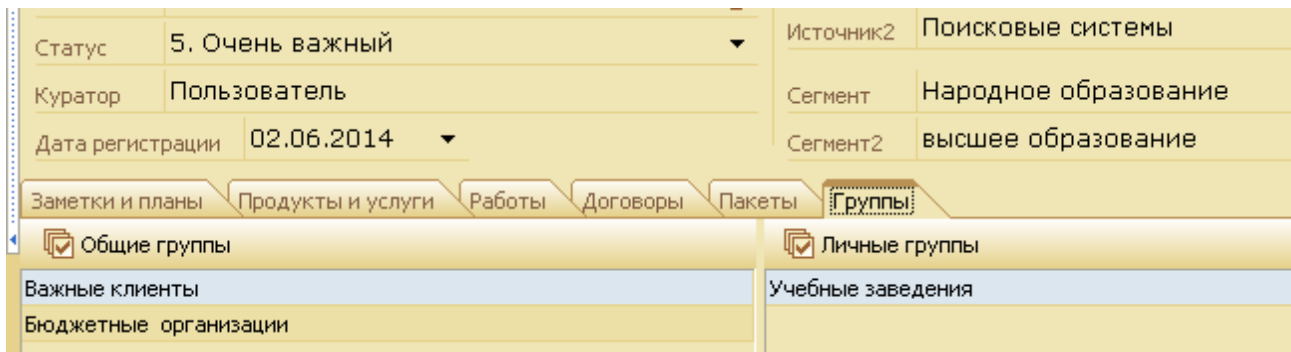 Статус 5. Очень важный
Источник2 Поисковые системы
Куратор Пользователь
Сегмент Народное образование
Дата регистрации 02.06.2014
Сегмент2 высшее образование
Заметки и планы Продукты и услуги Работы Договоры Пакеты Группы
Общие группы Личные группы
Важные клиенты Учебные заведения
Бюджетные организации